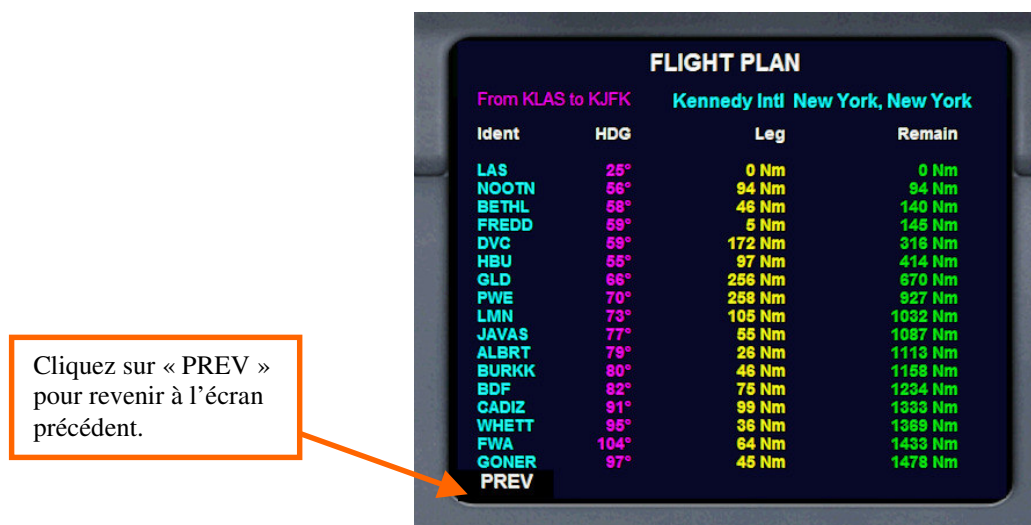 FLIGHT PLAN
From KLAS to KJFK Kennedy Intl New York, New York
Ident HDG Leg Remain
LAS 25° 0 Nm 0 Nm
NOOTN 56° 94 Nm 94 Nm
BETHL 58° 46 Nm 140 Nm
FREDD 59° 5 Nm 145 Nm
DVC 59° 172 Nm 316 Nm
HBU 55° 97 Nm 414 Nm
GLD 66° 256 Nm 670 Nm
PWE 70° 258 Nm 927 Nm
LMN 73° 105 Nm 1032 Nm
JAVAS 77° 55 Nm 1087 Nm
ALBRT 79° 26 Nm 1113 Nm
BURKK 80° 46 Nm 1158 Nm
BDF 82° 75 Nm 1234 Nm
CADIZ 91° 99 Nm 1333 Nm
WHETT 95° 36 Nm 1369 Nm
FWA 104° 64 Nm 1433 Nm
GONER 97° 45 Nm 1478 Nm
PREV
Cliquez sur « PREV »
pour revenir à l'écran
précédent.